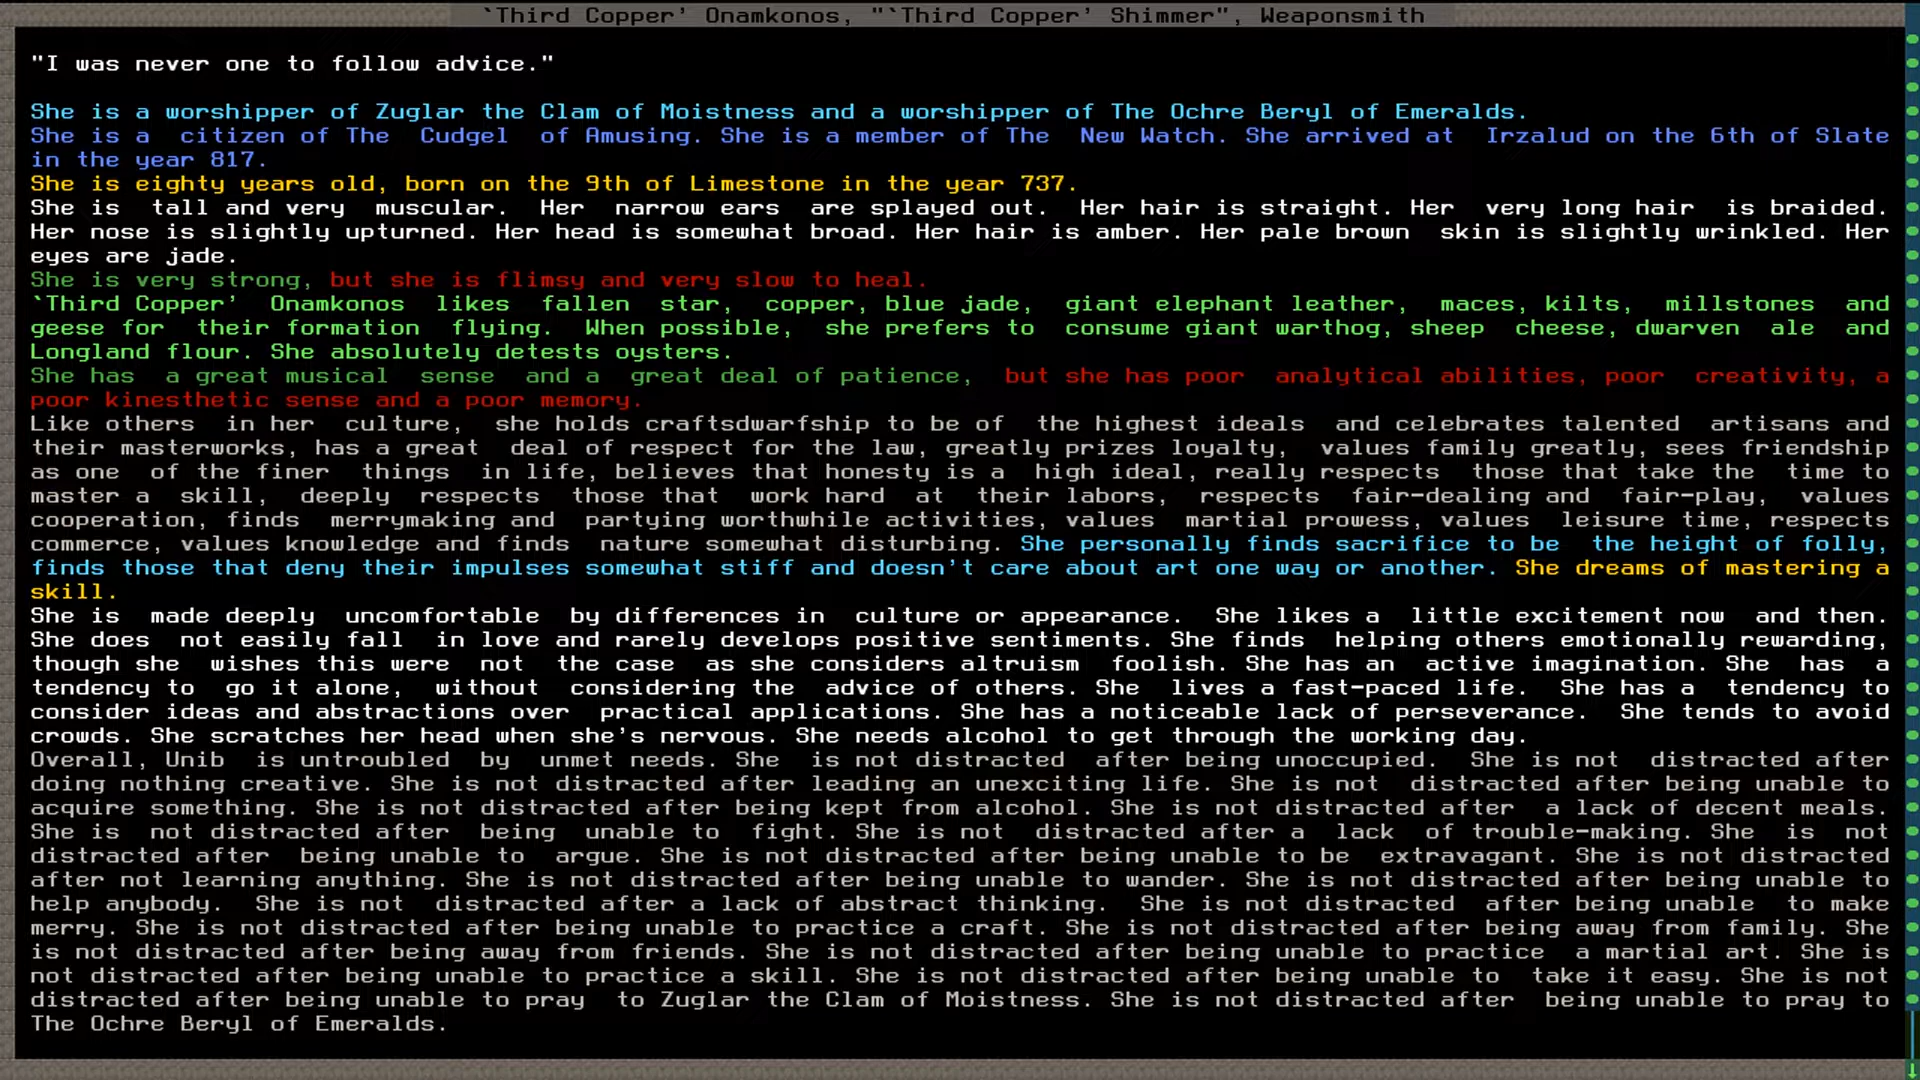 `Third Copper' Onamkonos, "`Third Copper' Shimmer", Weaponsmith
"I was never one to follow advice."
She is a worshipper of Zuglar the Clam of Moistness and a worshipper of The Ochre Beryl of Emeralds.
She is a citizen of The Cudgel of Amusing. She is a member of The New Watch. She arrived at Irzalud on the 6th of Slate
in the year 817.
She is eighty years old, born on the 9th of Limestone in the year 737.
She is tall and very muscular. Her narrow ears are splayed out. Her hair is straight. Her very long hair is braided.
Her nose is slightly upturned. Her head is somewhat broad. Her hair is amber. Her pale brown skin is slightly wrinkled. Her
eyes are jade.
She is very strong, but she is flimsy and very slow to heal.
`Third Copper' Onamkonos likes fallen star, copper, blue jade, giant elephant leather, maces, kilts, millstones and
geese for their formation flying. When possible, she prefers to consume giant warthog, sheep cheese, dwarven ale and
Longland flour. She absolutely detests oysters.
She has a great musical sense and a great deal of patience, but she has poor analytical abilities, poor creativity, a
poor kinesthetic sense and a poor memory.
Like others in her culture, she holds craftsdwarfship to be of the highest ideals and celebrates talented artisans and
their masterworks, has a great deal of respect for the law, greatly prizes loyalty, values family greatly, sees friendship
as one of the finer things in life, believes that honesty is a high ideal, really respects those that take the time to
master a skill, deeply respects those that work hard at their labors, respects fair-dealing and fair-play, values
cooperation, finds merrymaking and partying worthwhile activities, values martial prowess, values leisure time, respects
commerce, values knowledge and finds nature somewhat disturbing. She personally finds sacrifice to be the height of folly,
finds those that deny their impulses somewhat stiff and doesn't care about art one way or another. She dreams of mastering a
skill.
She is made deeply uncomfortable by differences in culture or appearance. She likes a little excitement now and then.
She does not easily fall in love and rarely develops positive sentiments. She finds helping others emotionally rewarding,
though she wishes this were not the case as she considers altruism foolish. She has an active imagination. She has a
tendency to go it alone, without considering the advice of others. She lives a fast-paced life. She has a tendency to
consider ideas and abstractions over practical applications. She has a noticeable lack of perseverance. She tends to avoid
crowds. She scratches her head when she's nervous. She needs alcohol to get through the working day.
Overall, Unib is untroubled by unmet needs. She is not distracted after being unoccupied. She is not distracted after
doing nothing creative. She is not distracted after leading an unexciting life. She is not distracted after being unable to
acquire something. She is not distracted after being kept from alcohol. She is not distracted after a lack of decent meals.
She is not distracted after being unable to fight. She is not distracted after a lack of trouble-making. She is not
distracted after being unable to argue. She is not distracted after being unable to be extravagant. She is not distracted
after not learning anything. She is not distracted after being unable to wander. She is not distracted after being unable to
help anybody. She is not distracted after a lack of abstract thinking. She is not distracted after being unable to make
merry. She is not distracted after being unable to practice a craft. She is not distracted after being away from family. She
is not distracted after being away from friends. She is not distracted after being unable to practice a martial art. She is
not distracted after being unable to practice a skill. She is not distracted after being unable to take it easy. She is not
distracted after being unable to pray to Zuglar the Clam of Moistness. She is not distracted after being unable to pray to
The Ochre Beryl of Emeralds.